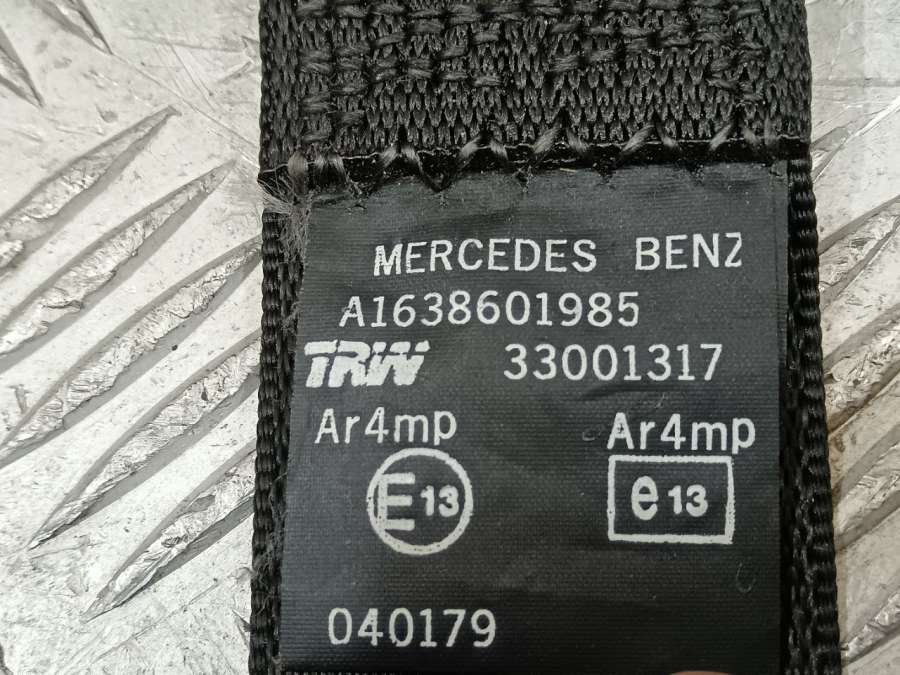 MERCEDES BENZ
A1638601985
TRW 33001317
Ar4mp Ar4mp
E13 e13
040179